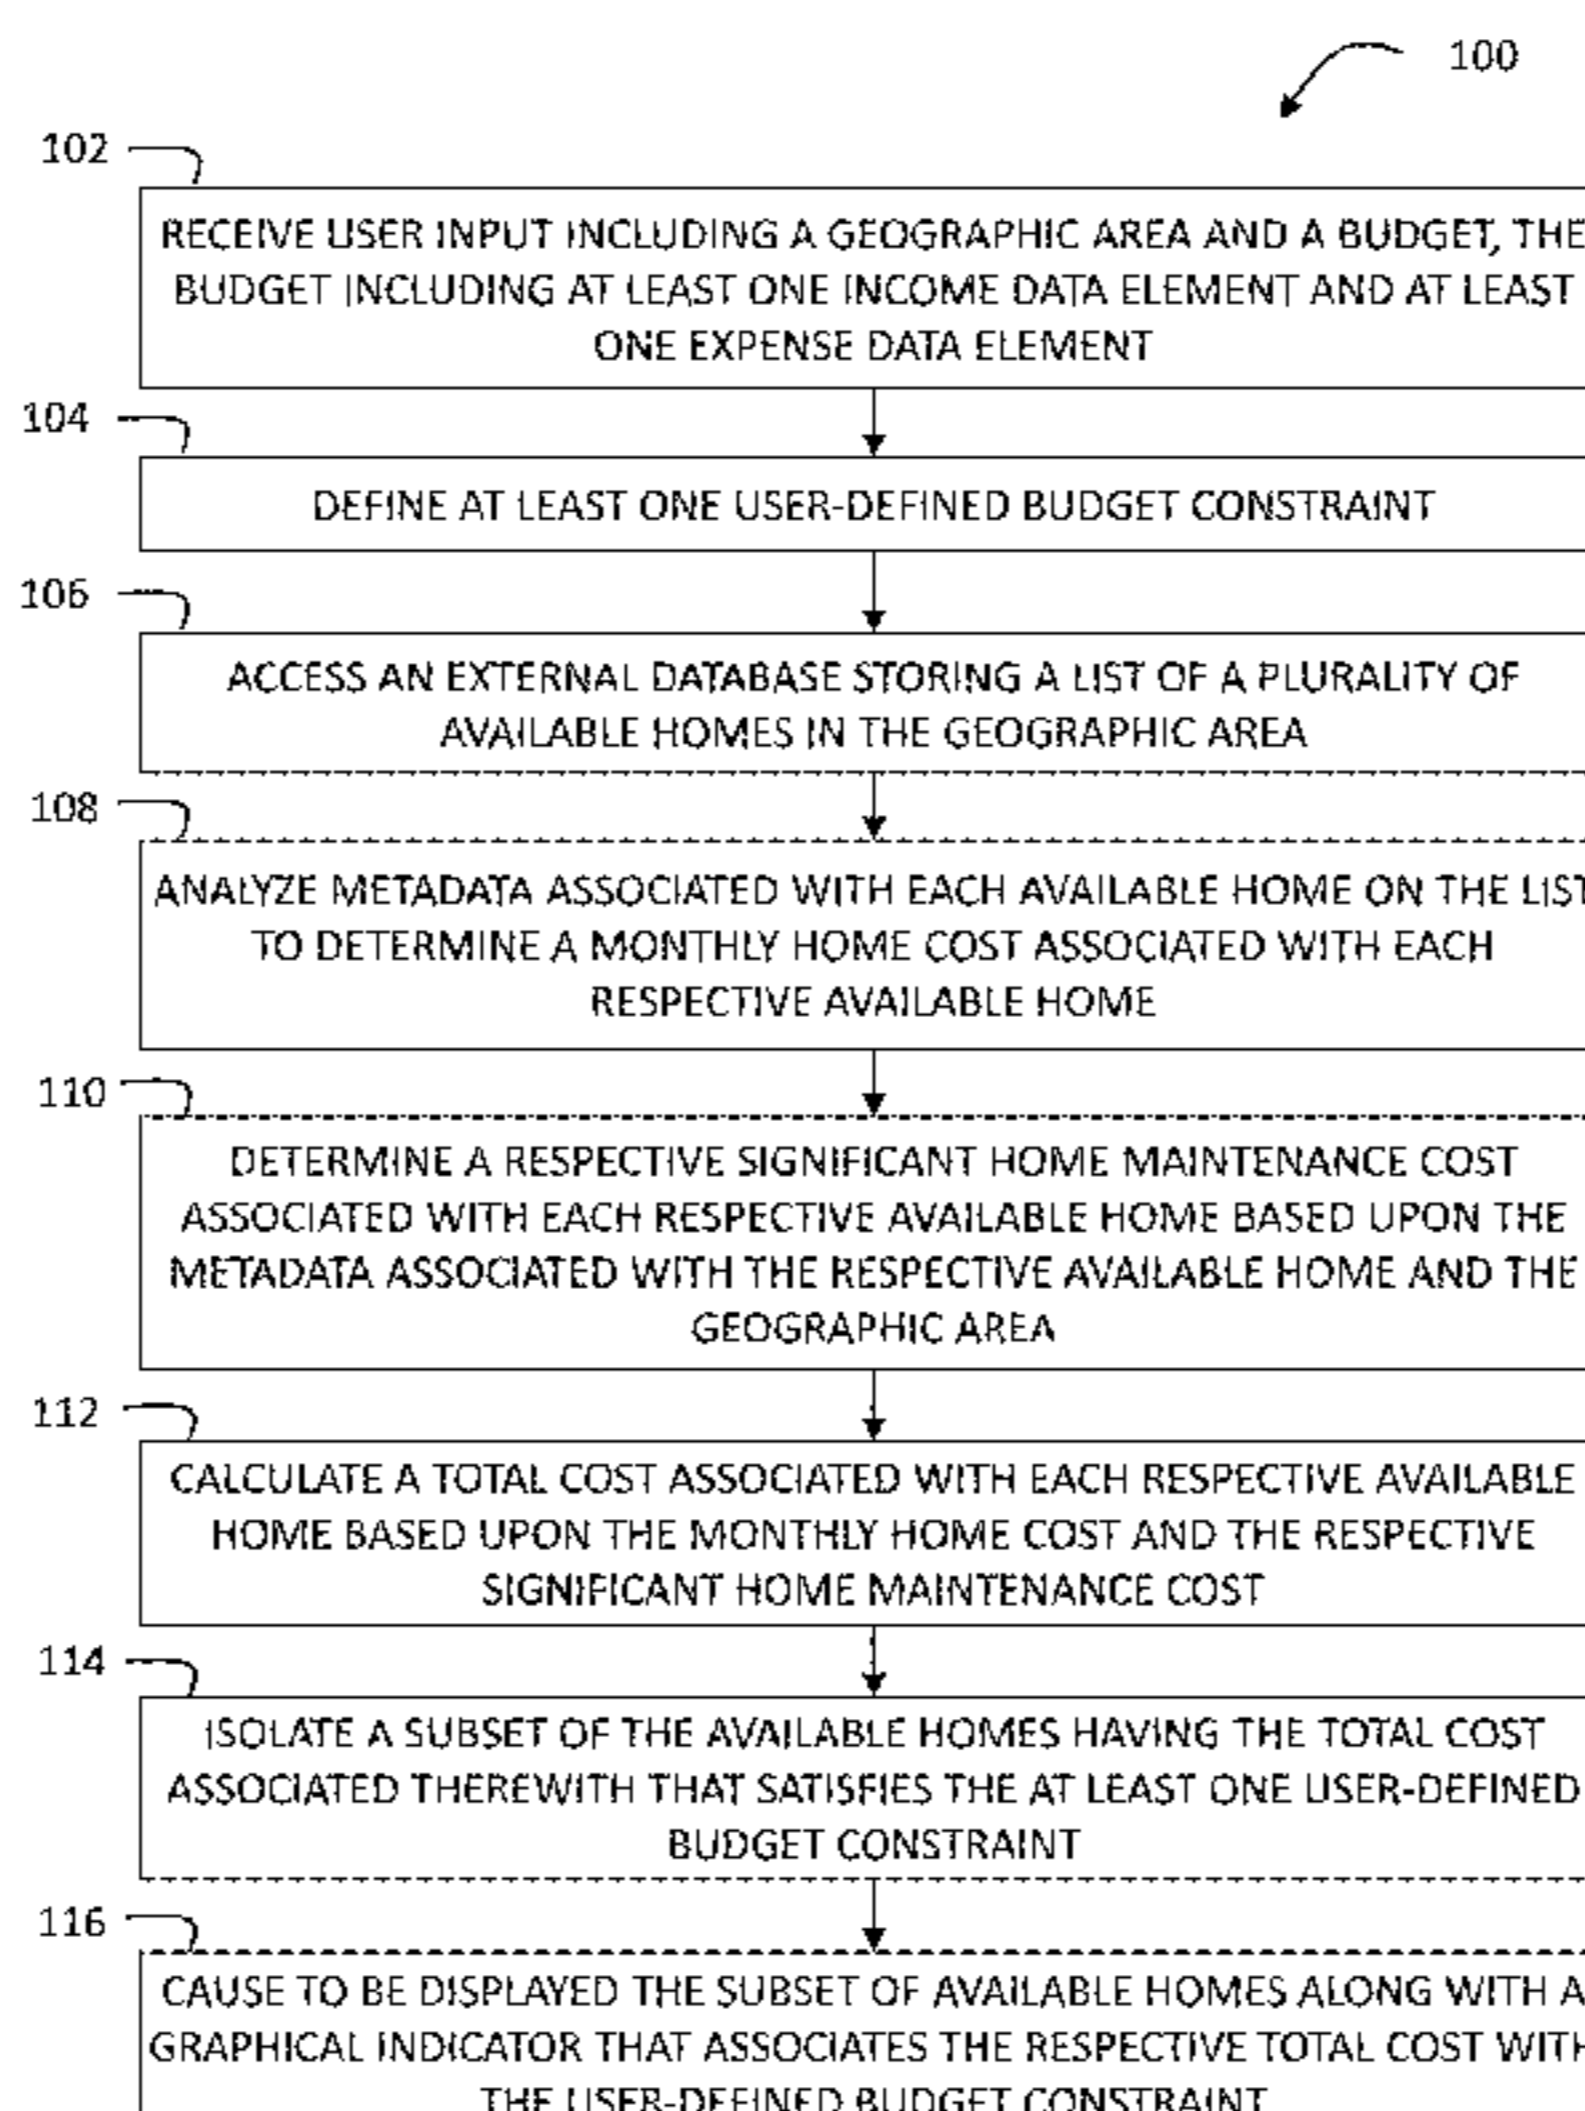 100
102
RECEIVE USER INPUT INCLUDING A GEOGRAPHIC AREA AND A BUDGET, THE
BUDGET INCLUDING AT LEAST ONE INCOME DATA ELEMENT AND AT LEAST
ONE EXPENSE DATA ELEMENT
104
DEFINE AT LEAST ONE USER-DEFINED BUDGET CONSTRAINT
106
ACCESS AN EXTERNAL DATABASE STORING A LIST OF A PLURALITY OF
AVAILABLE HOMES IN THE GEOGRAPHIC AREA
108
ANALYZE METADATA ASSOCIATED WITH EACH AVAILABLE HOME ON THE LIST
TO DETERMINE A MONTHLY HOME COST ASSOCIATED WITH EACH
RESPECTIVE AVAILABLE HOME
110
DETERMINE A RESPECTIVE SIGNIFICANT HOME MAINTENANCE COST
ASSOCIATED WITH EACH RESPECTIVE AVAILABLE HOME BASED UPON THE
METADATA ASSOCIATED WITH THE RESPECTIVE AVAILABLE HOME AND THE
GEOGRAPHIC AREA
112
CALCULATE A TOTAL COST ASSOCIATED WITH EACH RESPECTIVE AVAILABLE
HOME BASED UPON THE MONTHLY HOME COST AND THE RESPECTIVE
SIGNIFICANT HOME MAINTENANCE COST
114
ISOLATE A SUBSET OF THE AVAILABLE HOMES HAVING THE TOTAL COST
ASSOCIATED THEREWITH THAT SATISFIES THE AT LEAST ONE USER-DEFINED
BUDGET CONSTRAINT
116
CAUSE TO BE DISPLAYED THE SUBSET OF AVAILABLE HOMES ALONG WITH A
GRAPHICAL INDICATOR THAT ASSOCIATES THE RESPECTIVE TOTAL COST WITH
THE USER-DEFINED BUDGET CONSTRAINT